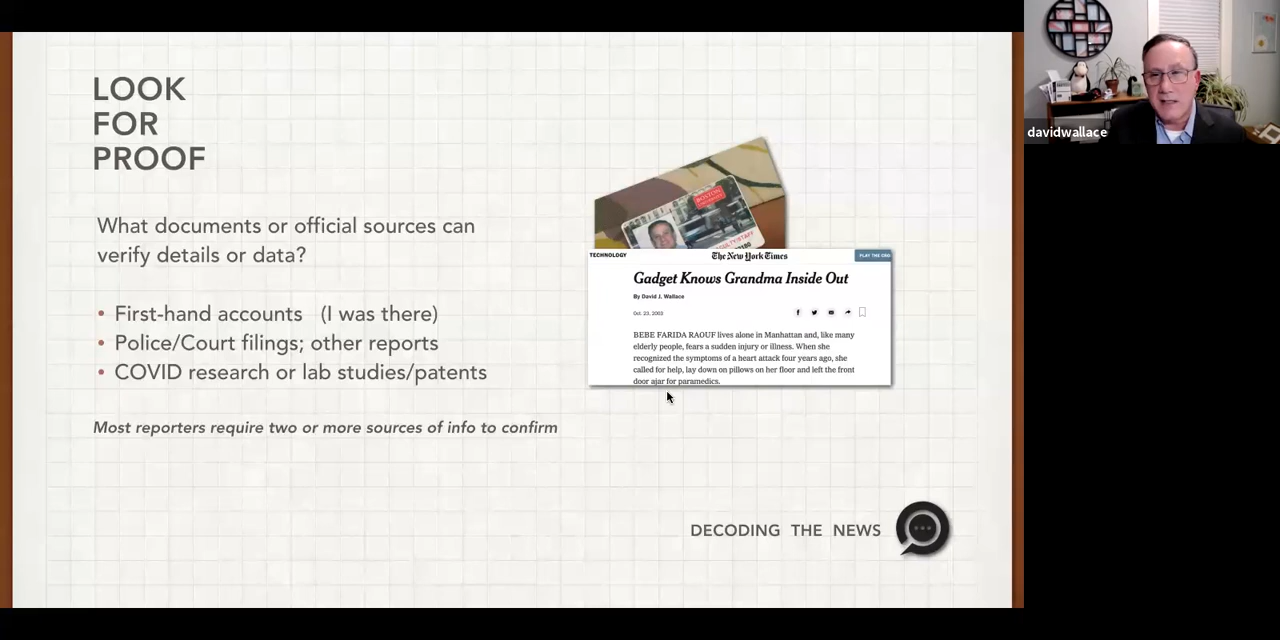 LOOK
FOR
PROOF
What documents or official sources can
verify details or data?
• First-hand accounts (I was there)
• Police/Court filings; other reports
• COVID research or lab studies/patents
Most reporters require two or more sources of info to confirm
BOSTON
UNIVERSITY
TECHNOLOGY
The New York Times
Gadget Knows Grandma Inside Out
By David J. Wallace
Oct. 23, 2003
BEBE FARIDA RAOUF lives alone in Manhattan and, like many
elderly people, fears a sudden injury or illness. When she
recognized the symptoms of a heart attack four years ago, she
called for help, lay down on pillows on her floor and left the front
door ajar for paramedics.
DECODING THE NEWS
davidwallace